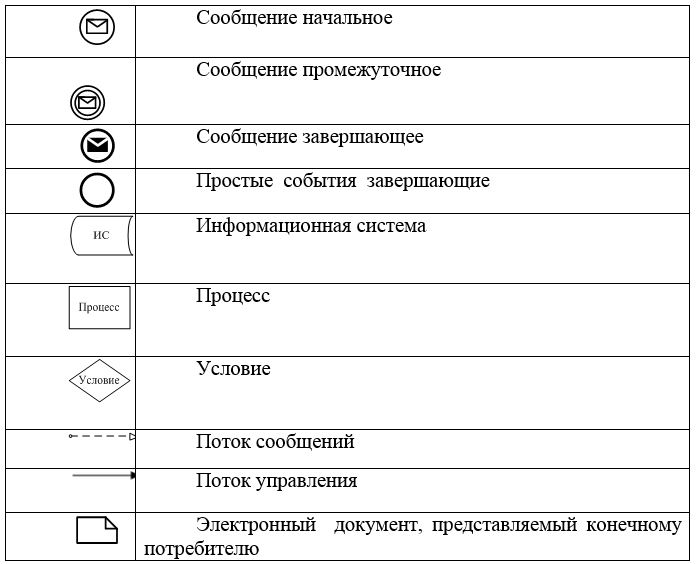 Сообщение начальное
Сообщение промежуточное
Сообщение завершающее
Простые события завершающие
ИС
Информационная система
Процесс
Процесс
Условие
Условие
Поток сообщений
Поток управления
Электронный документ, представляемый конечному
потребителю